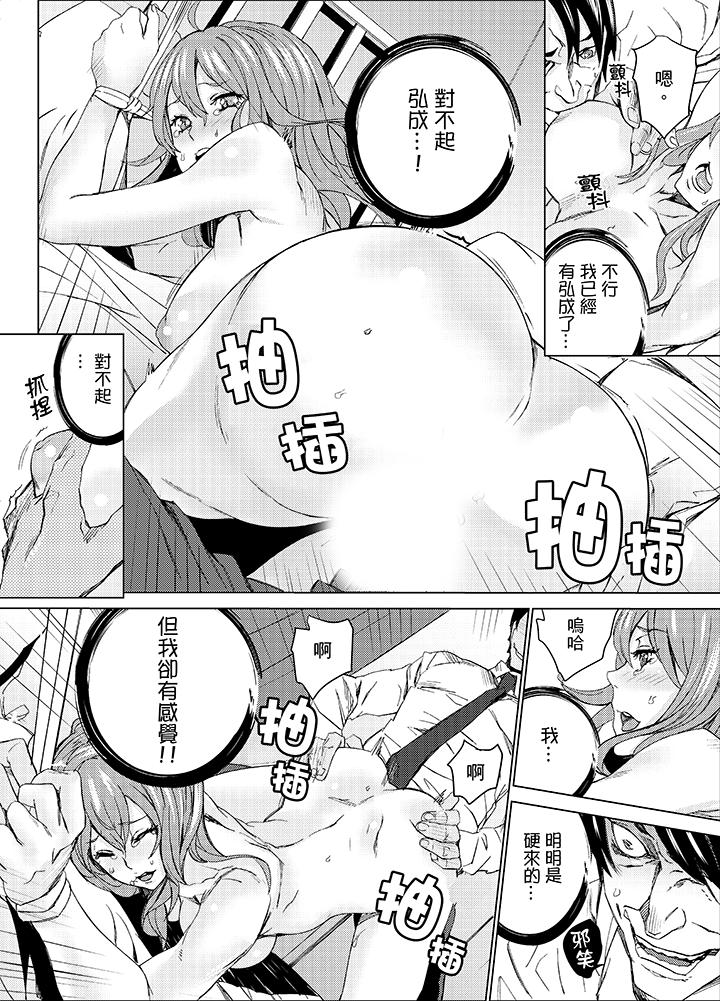 嗯。
顫抖
顫抖
不行
我已經
有弘成了…
對不起
弘成…！
抽
插
抽
插
對不起
…
抓捏
嗚哈
我…
明明是
硬來的…
邪笑
啊
啊
但我卻有感覺!!
抽
插
抽
插